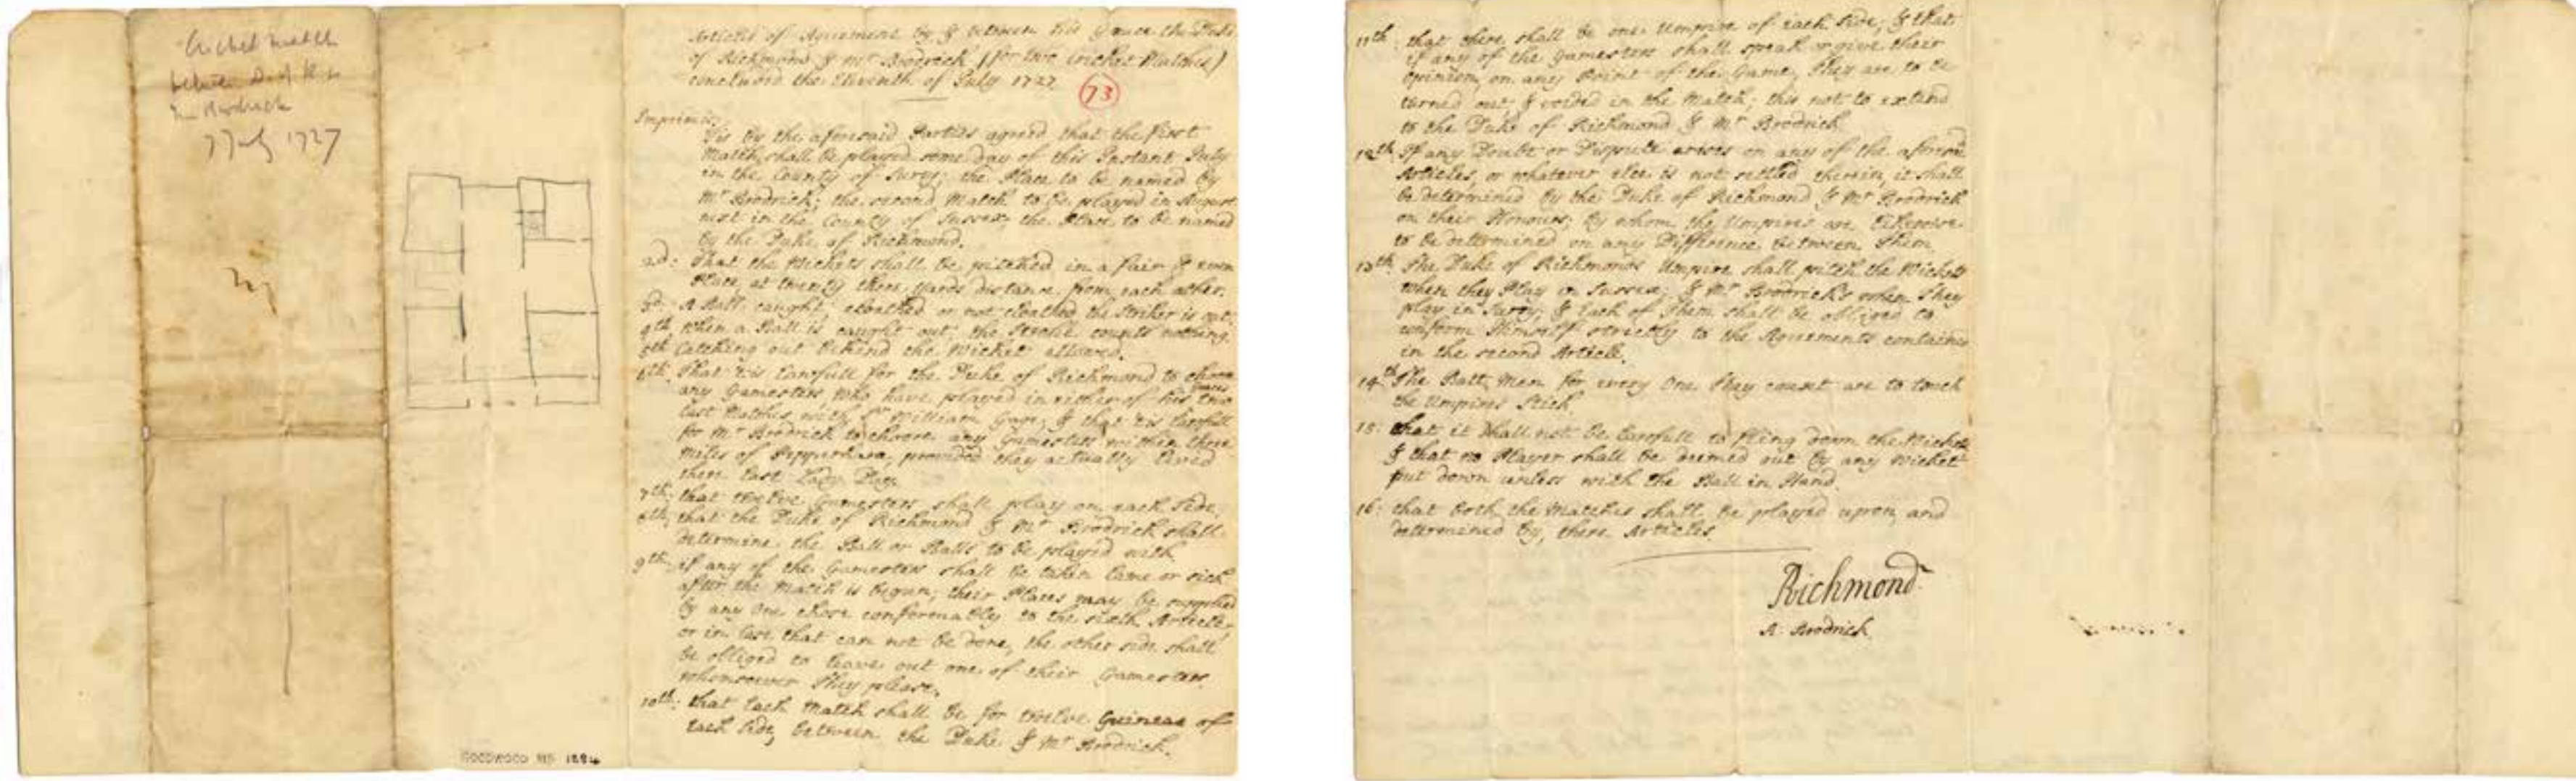 Cricket match
between D. of R. &
Mr Brodrick
July 1727
Articles of Agreement by & between His Grace the Duke
of Richmond & Mr Brodrick (for two Cricket Matches)
concluded the Eleventh of July 1727
73
Imprimis,
'Tis by the aforesaid Parties agreed that the first
Match shall be played some day of this Instant July
in the County of Surry; the Place to be named by
Mr Brodrick; the second Match to be played in August
next in the County of Sussex, the Place to be named
by the Duke of Richmond.
2d: That the Wickets shall be pitched in a fair & even
Place, at twenty three yards distance from each other.
3d: A Ball caught, cloathed or not cloathed the Striker is out.
4th, When a Ball is caught out, the Stroke counts nothing.
5th Catching out behind the Wicket allowed.
6th: That 'tis lawfull for the Duke of Richmond to choose
any Gamesters who have played in either of his Graces two
last Matches with Sr William Gage; & that 'tis lawfull
for Mr Brodrick to choose any Gamesters within three
Miles of Pepperhara, provided they actually lived
there last Lady Day.
7th; that twelve Gamesters shall play on each side.
8th; that the Duke of Richmond & Mr Brodrick shall
determine the Ball or Balls to be played with.
9th: if any of the Gamesters shall be taken lame or sick
after the Match is begun, their Places may be supplied
by any One chose conformably to the sixth Article,
or in Case that can not be done, the other side shall
be obliged to leave out one of their Gamesters,
whomsoever they please.
10th: that each Match shall be for twelve Guineas of
each side, between the Duke & Mr Brodrick.
GOODWOOD MS 1884
11th: that there shall be one Umpire of each side; & that
if any of the Gamesters shall speak or give their
Opinion, on any Point of the Game, they are to be
turned out, & voided in the Match; this not to extend
to the Duke of Richmond & Mr Brodrick
12th: If any Doubt or Dispute arises on any of the aforesd
Articles, or whatever else is not settled therein, it shall
be determined by the Duke of Richmond & Mr Brodrick
on their Honours; by whom the Umpires are likewise
to be determined on any Difference between Them.
13th: The Duke of Richmonds Umpire shall pitch the Wickets
when they Play in Sussex; & Mr Brodrick's when they
play in Surry; & Each of Them shall be obliged to
conform Himself strictly to the Agreements contained
in the second Article.
14th The Batt Men for every One they count are to touch
the Umpires Stick.
15: that it shall not be lawfull to fling down the Wickets
& that no Player shall be deemed out by any Wicket
put down unless with the Ball in Hand.
16: that both the Matches shall be played upon, and
determined by, these Articles.
Richmond
A: Brodrick